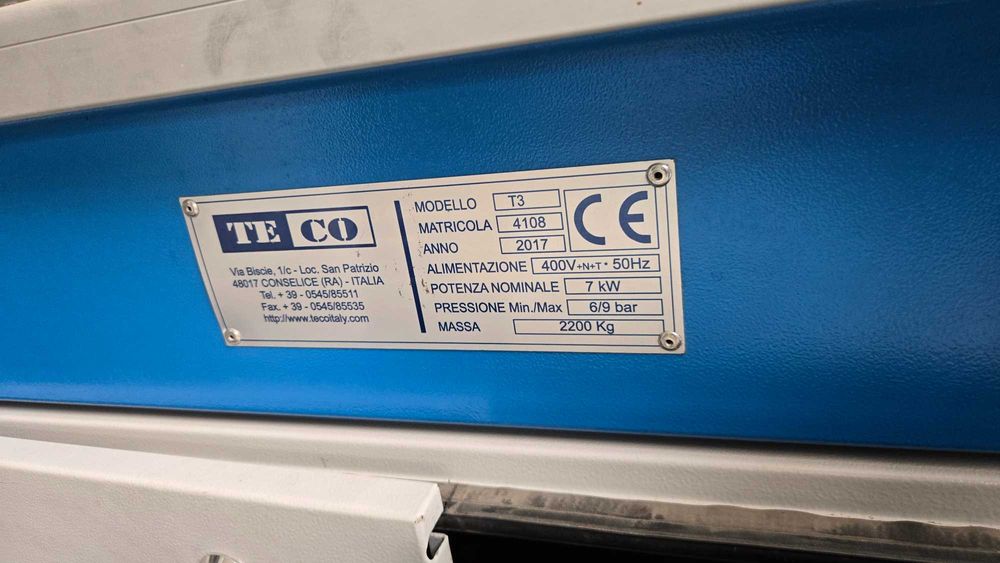 TE CO
Via Biscie, 1/c - Loc. San Patrizio
48017 CONSELICE (RA) - ITALIA
Tel. + 39 - 0545/85511
Fax. + 39 - 0545/85535
http://www.tecoitaly.com
MODELLO T3
MATRICOLA 4108
ANNO 2017
CE
ALIMENTAZIONE 400V+N+T • 50Hz
POTENZA NOMINALE 7 kW
PRESSIONE Min./Max 6/9 bar
MASSA 2200 Kg